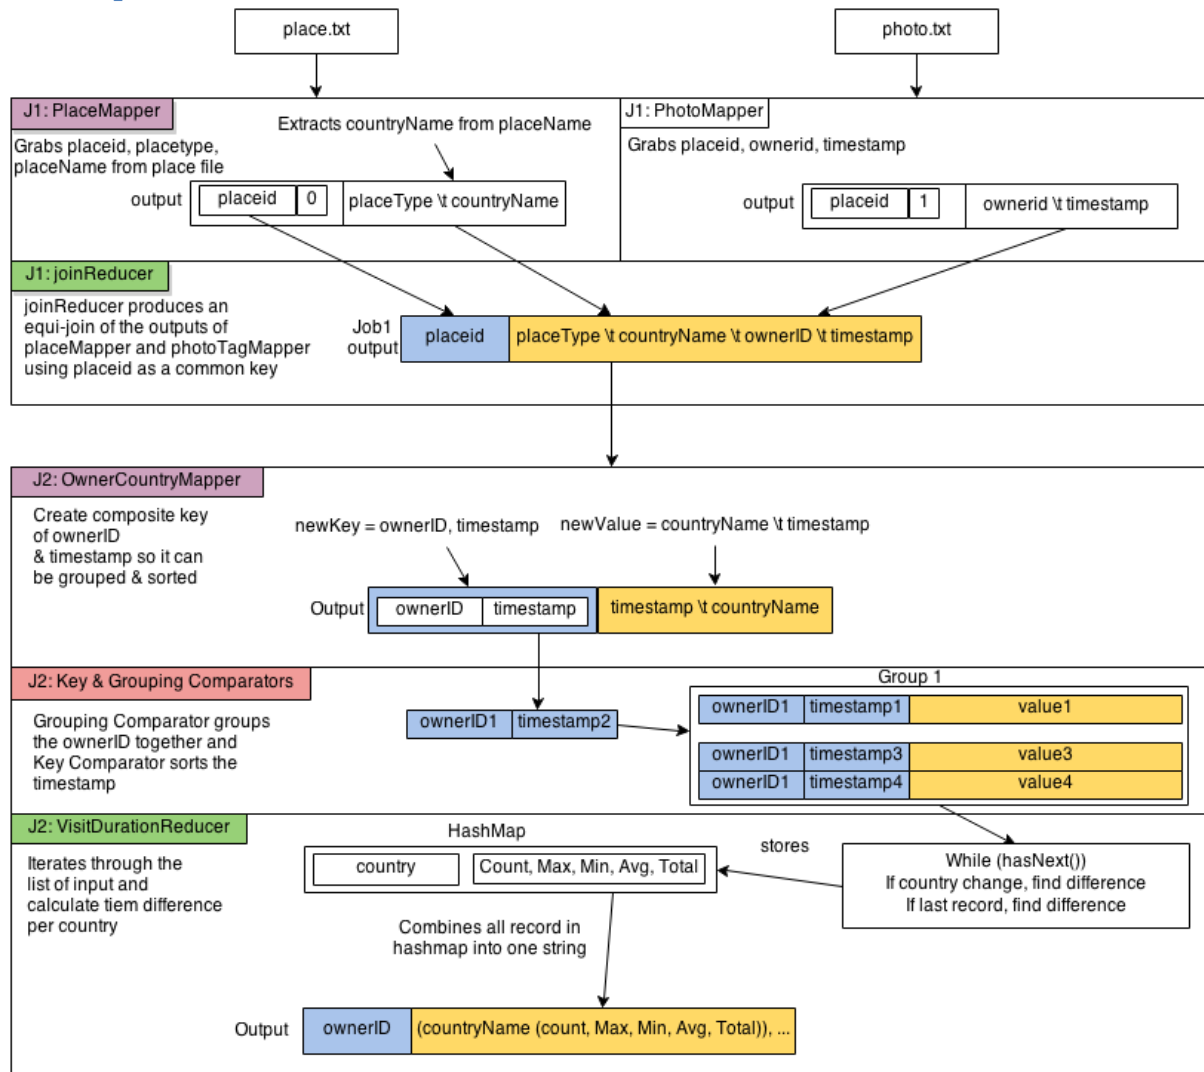 place.txt
photo.txt
J1: PlaceMapper
Extracts countryName from placeName
Grabs placeid, placetype,
placeName from place file
output
placeid
0
placeType \t countryName
J1: PhotoMapper
Grabs placeid, ownerid, timestamp
output
placeid
1
ownerid \t timestamp
J1: joinReducer
joinReducer produces an
equi-join of the outputs of
placeMapper and photoTagMapper
using placeid as a common key
Job1
output
placeid
placeType \t countryName \t ownerID \t timestamp
J2: OwnerCountryMapper
Create composite key
of ownerID
& timestamp so it can
be grouped & sorted
newKey = ownerID, timestamp
newValue = countryName \t timestamp
Output
ownerID
timestamp
timestamp \t countryName
J2: Key & Grouping Comparators
Grouping Comparator groups
the ownerID together and
Key Comparator sorts the
timestamp
ownerID1
timestamp2
Group 1
ownerID1
timestamp1
value1
ownerID1
timestamp3
value3
ownerID1
timestamp4
value4
J2: VisitDurationReducer
Iterates through the
list of input and
calculate tiem difference
per country
HashMap
country
Count, Max, Min, Avg, Total
stores
While (hasNext())
If country change, find difference
If last record, find difference
Combines all record in
hashmap into one string
Output
ownerID
(countryName (count, Max, Min, Avg, Total)), ...